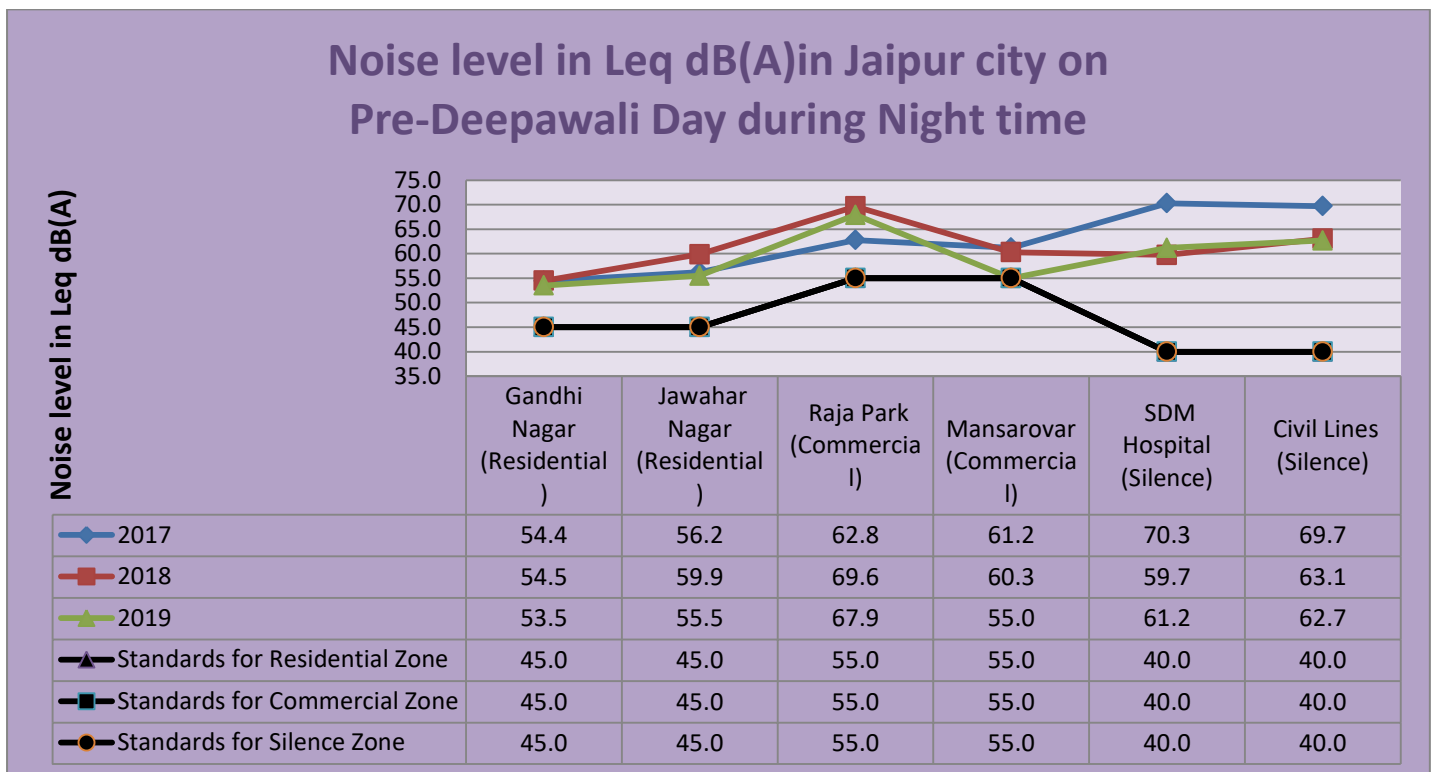 Noise level in Leq dB(A)in Jaipur city on
Pre-Deepawali Day during Night time
Noise level in Leq dB(A)
75.0
70.0
65.0
60.0
55.0
50.0
45.0
40.0
35.0
Gandhi
Nagar
(Residential
)
Jawahar
Nagar
(Residential
)
Raja Park
(Commercia
l)
Mansarovar
(Commercia
l)
SDM
Hospital
(Silence)
Civil Lines
(Silence)
2017 54.4 56.2 62.8 61.2 70.3 69.7
2018 54.5 59.9 69.6 60.3 59.7 63.1
2019 53.5 55.5 67.9 55.0 61.2 62.7
Standards for Residential Zone 45.0 45.0 55.0 55.0 40.0 40.0
Standards for Commercial Zone 45.0 45.0 55.0 55.0 40.0 40.0
Standards for Silence Zone 45.0 45.0 55.0 55.0 40.0 40.0